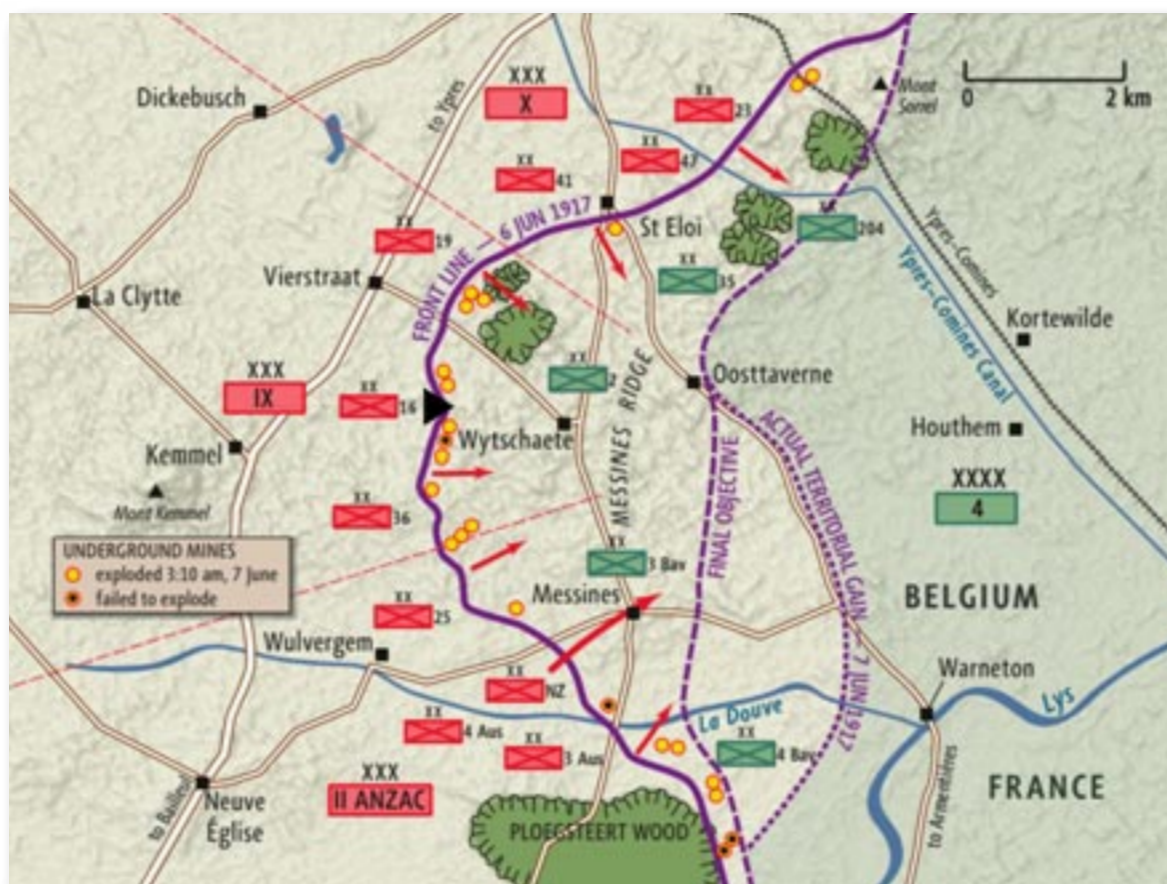 XXX
X
xx
23
Mont
Sorel
0
2 km
Dickebusch
to Ypres
xx
41
xx
47
FRONT LINE — 6 JUN 1917
St Eloi
xx
204
xx
19
Vierstraat
La Clytte
xx
35
Ypres–Comines
Ypres–Comines Canal
Kortewilde
XXX
IX
xx
16
xx
2
MESSINES RIDGE
Oosttaverne
Wytschaete
Houthem
Kemmel
Mont Kemmel
XXXX
4
FINAL OBJECTIVE
ACTUAL TERRITORIAL GAIN — 7 JUN 1917
xx
36
UNDERGROUND MINES
exploded 3:10 am, 7 June
failed to explode
xx
3 Bav
Messines
BELGIUM
xx
25
Wulvergem
Warneton
xx
NZ
Lys
La Douve
xx
4 Aus
xx
3 Aus
xx
4 Bav
XXX
II ANZAC
FRANCE
to Bailleul
Neuve
Église
PLOEGSTEERT WOOD
to Armentières